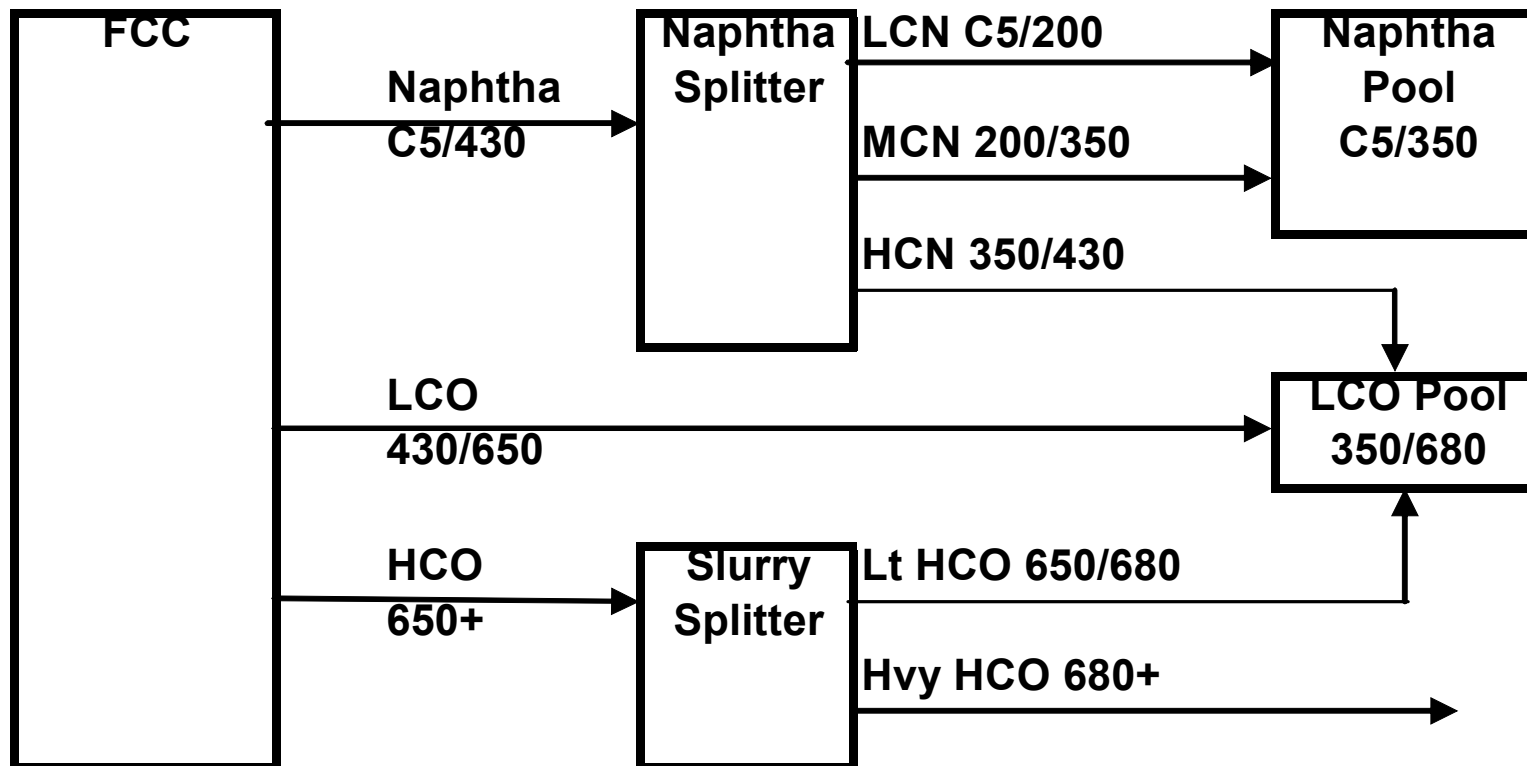 FCC
Naphtha
C5/430
Naphtha
Splitter
LCN C5/200
MCN 200/350
HCN 350/430
Naphtha
Pool
C5/350
LCO
430/650
LCO Pool
350/680
HCO
650+
Slurry
Splitter
Lt HCO 650/680
Hvy HCO 680+